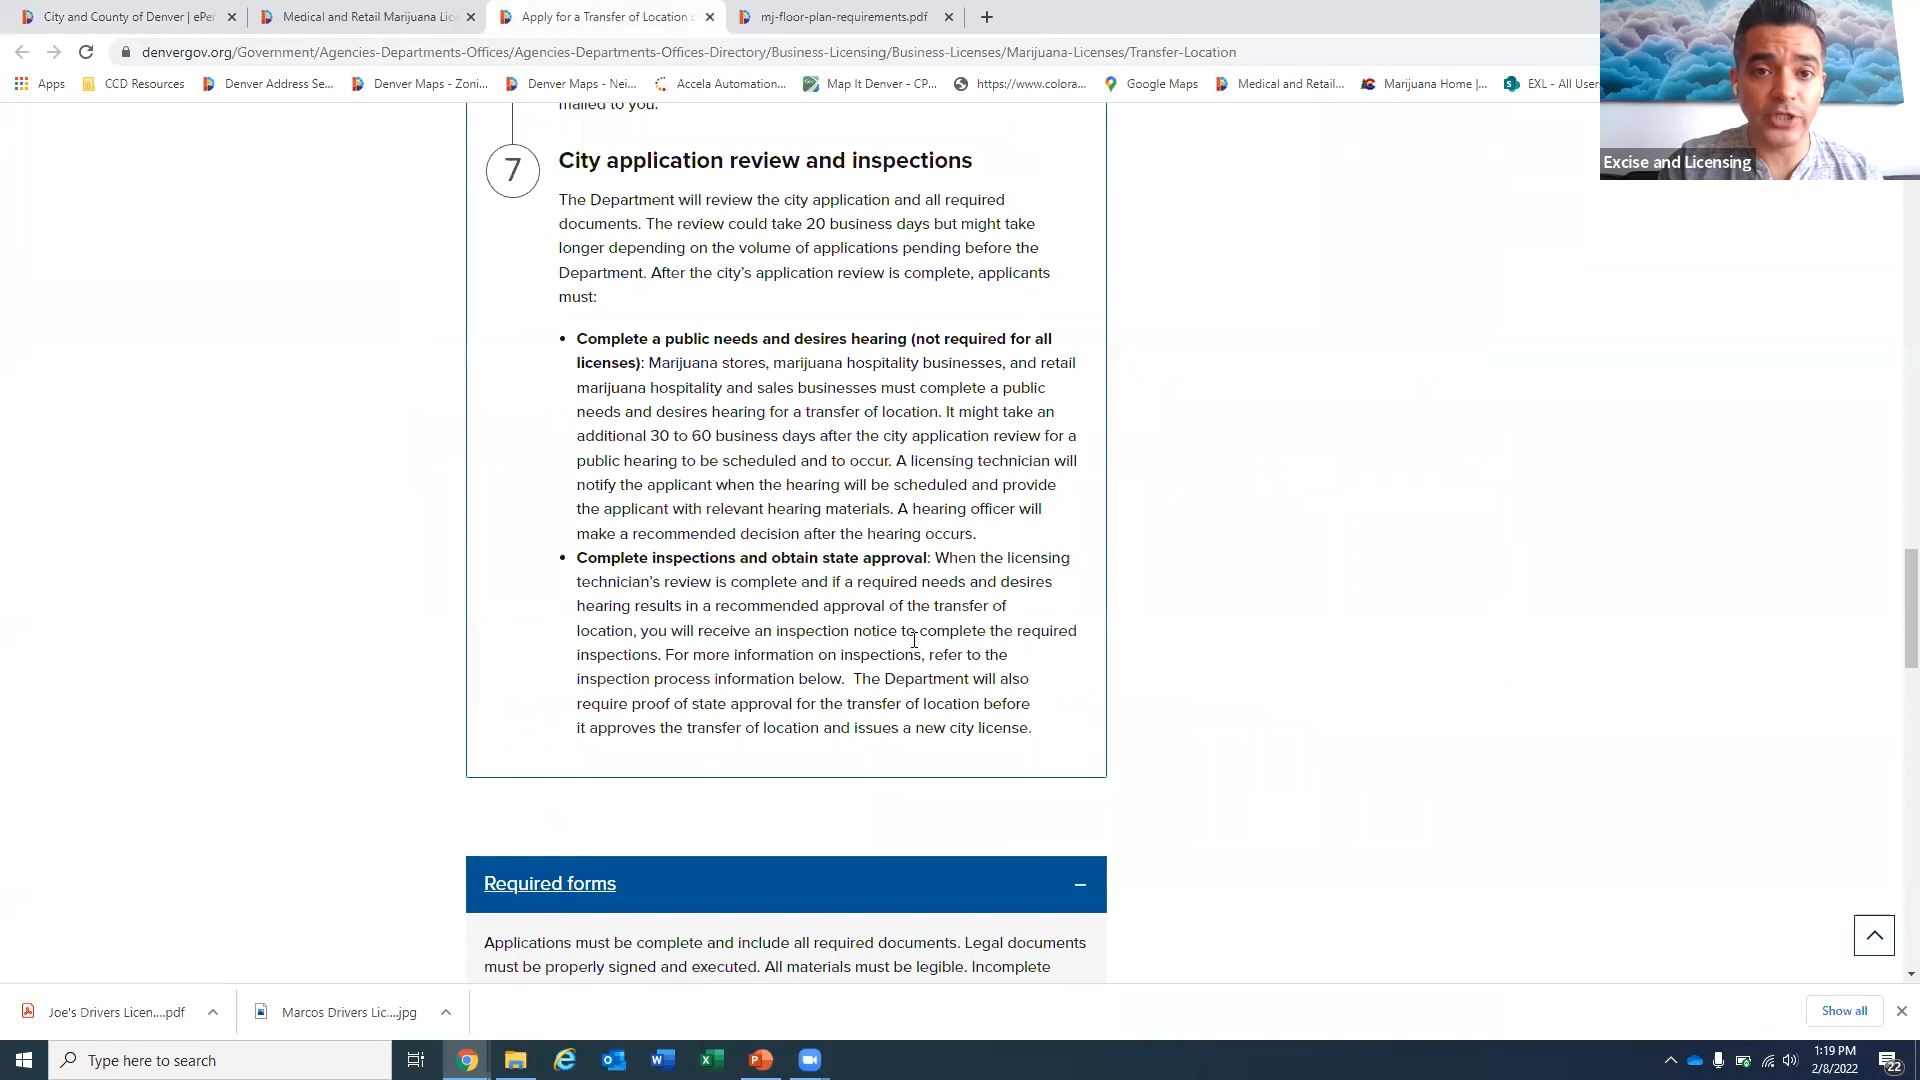 City and County of Denver | ePer
Medical and Retail Marijuana Lic
Apply for a Transfer of Location
mj-floor-plan-requirements.pdf
denvergov.org/Government/Agencies-Departments-Offices/Agencies-Departments-Offices-Directory/Business-Licensing/Business-Licenses/Marijuana-Licenses/Transfer-Location
Apps
CCD Resources
Denver Address Se...
Denver Maps - Zoni...
Denver Maps - Nei...
Accela Automation...
Map It Denver - CP...
https://www.colora...
Google Maps
Medical and Retail...
Marijuana Home |...
EXL - All User
Excise and Licensing
mailed to you.
7
City application review and inspections
The Department will review the city application and all required
documents. The review could take 20 business days but might take
longer depending on the volume of applications pending before the
Department. After the city’s application review is complete, applicants
must:
• Complete a public needs and desires hearing (not required for all
licenses): Marijuana stores, marijuana hospitality businesses, and retail
marijuana hospitality and sales businesses must complete a public
needs and desires hearing for a transfer of location. It might take an
additional 30 to 60 business days after the city application review for a
public hearing to be scheduled and to occur. A licensing technician will
notify the applicant when the hearing will be scheduled and provide
the applicant with relevant hearing materials. A hearing officer will
make a recommended decision after the hearing occurs.
• Complete inspections and obtain state approval: When the licensing
technician’s review is complete and if a required needs and desires
hearing results in a recommended approval of the transfer of
location, you will receive an inspection notice to complete the required
inspections. For more information on inspections, refer to the
inspection process information below. The Department will also
require proof of state approval for the transfer of location before
it approves the transfer of location and issues a new city license.
Required forms
Applications must be complete and include all required documents. Legal documents
must be properly signed and executed. All materials must be legible. Incomplete
Joe's Drivers Licen....pdf
Marcos Drivers Lic....jpg
Show all
Type here to search
1:19 PM
2/8/2022
22